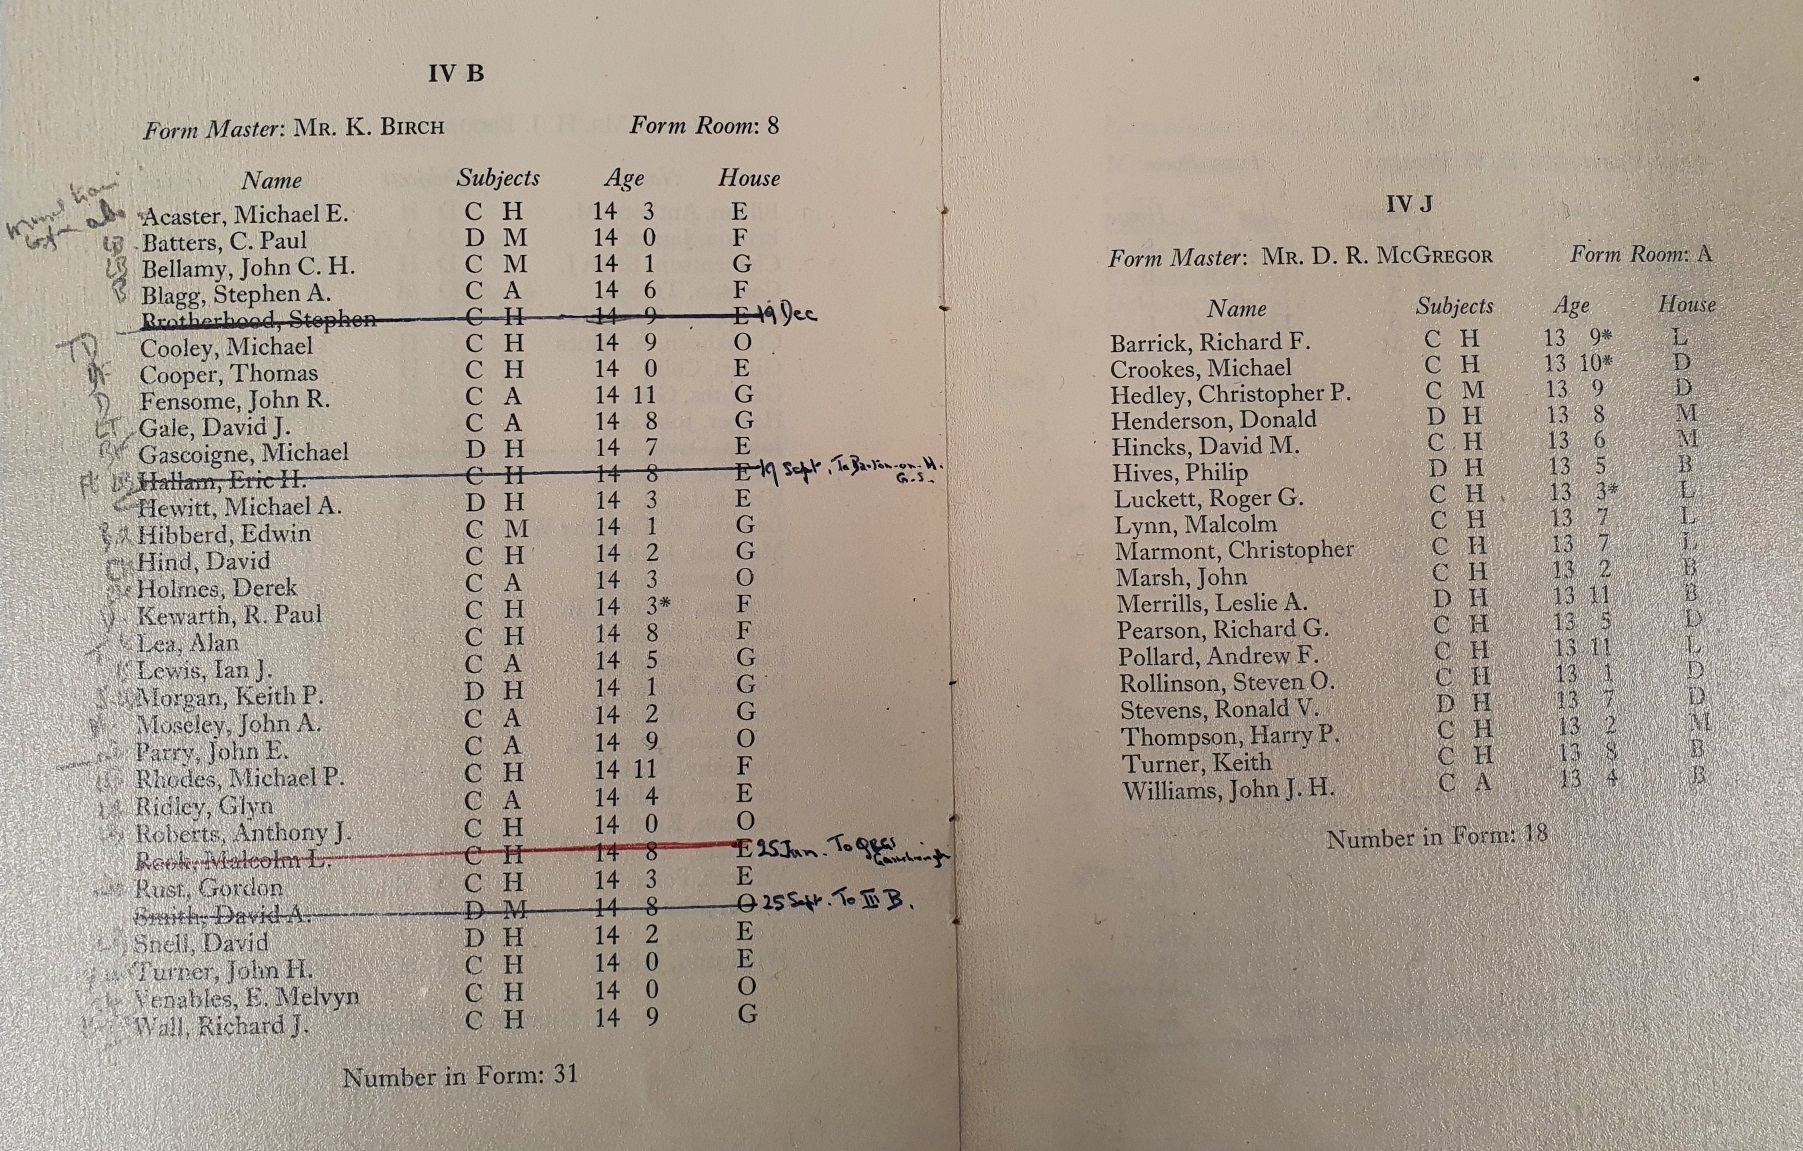 IV B
Form Master: MR. K. BIRCH Form Room: 8
Name Subjects Age House
Acaster, Michael E. C H 14 3 E
Batters, C. Paul D M 14 0 F
Bellamy, John C. H. C M 14 1 G
Blagg, Stephen A. C A 14 6 F
Brotherhood, Stephen C H 14 9 E 19 Dec
TD Cooley, Michael C H 14 9 O
Cooper, Thomas C H 14 0 E
D Fensome, John R. C A 14 11 G
Gale, David J. C A 14 8 G
Gascoigne, Michael D H 14 7 E
Hallam, Eric H. C H 14 8 E 19 Sept. To Barton-on-H. G.S.
Hewitt, Michael A. D H 14 3 E
Hibberd, Edwin C M 14 1 G
Hind, David C H 14 2 G
Holmes, Derek C A 14 3 O
Kewarth, R. Paul C H 14 3* F
Lea, Alan C H 14 8 F
Lewis, Ian J. C A 14 5 G
Morgan, Keith P. D H 14 1 G
Moseley, John A. C A 14 2 G
Parry, John E. C A 14 9 O
Rhodes, Michael P. C H 14 11 F
Ridley, Glyn C A 14 4 E
Roberts, Anthony J. C H 14 0 O
Rook, Malcolm L. C H 14 8 E 25 Jan. To QEGS Gainsborough
Rust, Gordon C H 14 3 E
Smith, David A. D M 14 8 O 25 Sept. To III B.
Snell, David D H 14 2 E
Turner, John H. C H 14 0 E
Venables, E. Melvyn C H 14 0 O
Wall, Richard J. C H 14 9 G
Number in Form: 31
IV J
Form Master: MR. D. R. MCGREGOR Form Room: A
Name Subjects Age House
Barrick, Richard F. C H 13 9* L
Crookes, Michael C H 13 10* D
Hedley, Christopher P. C M 13 9 D
Henderson, Donald D H 13 8 M
Hincks, David M. C H 13 6 M
Hives, Philip D H 13 5 B
Luckett, Roger G. C H 13 3* L
Lynn, Malcolm C H 13 7 L
Marmont, Christopher C H 13 7 L
Marsh, John C H 13 2 B
Merrills, Leslie A. D H 13 11 B
Pearson, Richard G. C H 13 5 D
Pollard, Andrew F. C H 13 11 L
Rollinson, Steven O. C H 13 1 D
Stevens, Ronald V. D H 13 7 D
Thompson, Harry P. C H 13 2 M
Turner, Keith C H 13 8 B
Williams, John J. H. C A 13 4 B
Number in Form: 18